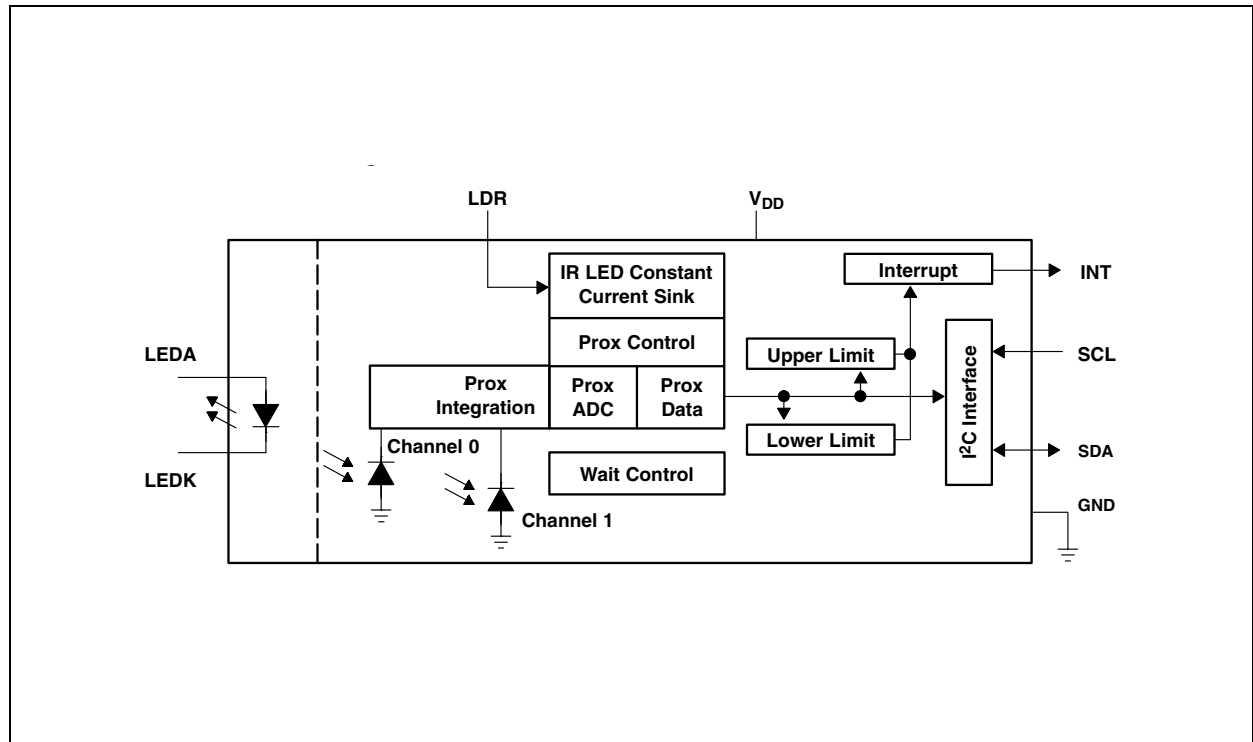 LDR
VDD
IR LED Constant
Current Sink
Interrupt
INT
Prox Control
LEDA
Upper Limit
SCL
Prox
Integration
Prox
ADC
Prox
Data
I2C Interface
Channel 0
Lower Limit
LEDK
Wait Control
SDA
Channel 1
GND